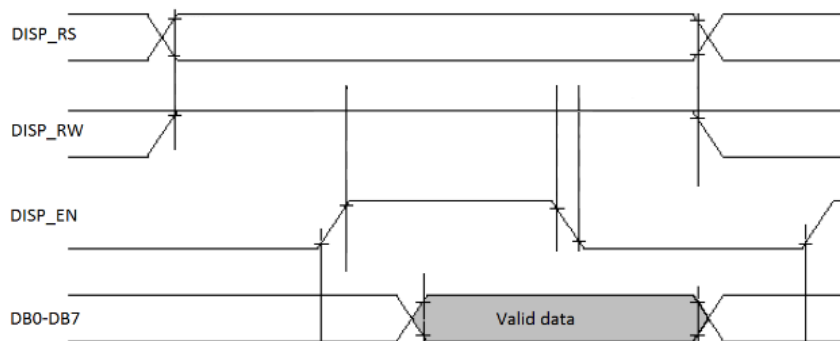 DISP_RS
DISP_RW
DISP_EN
DB0-DB7
Valid data